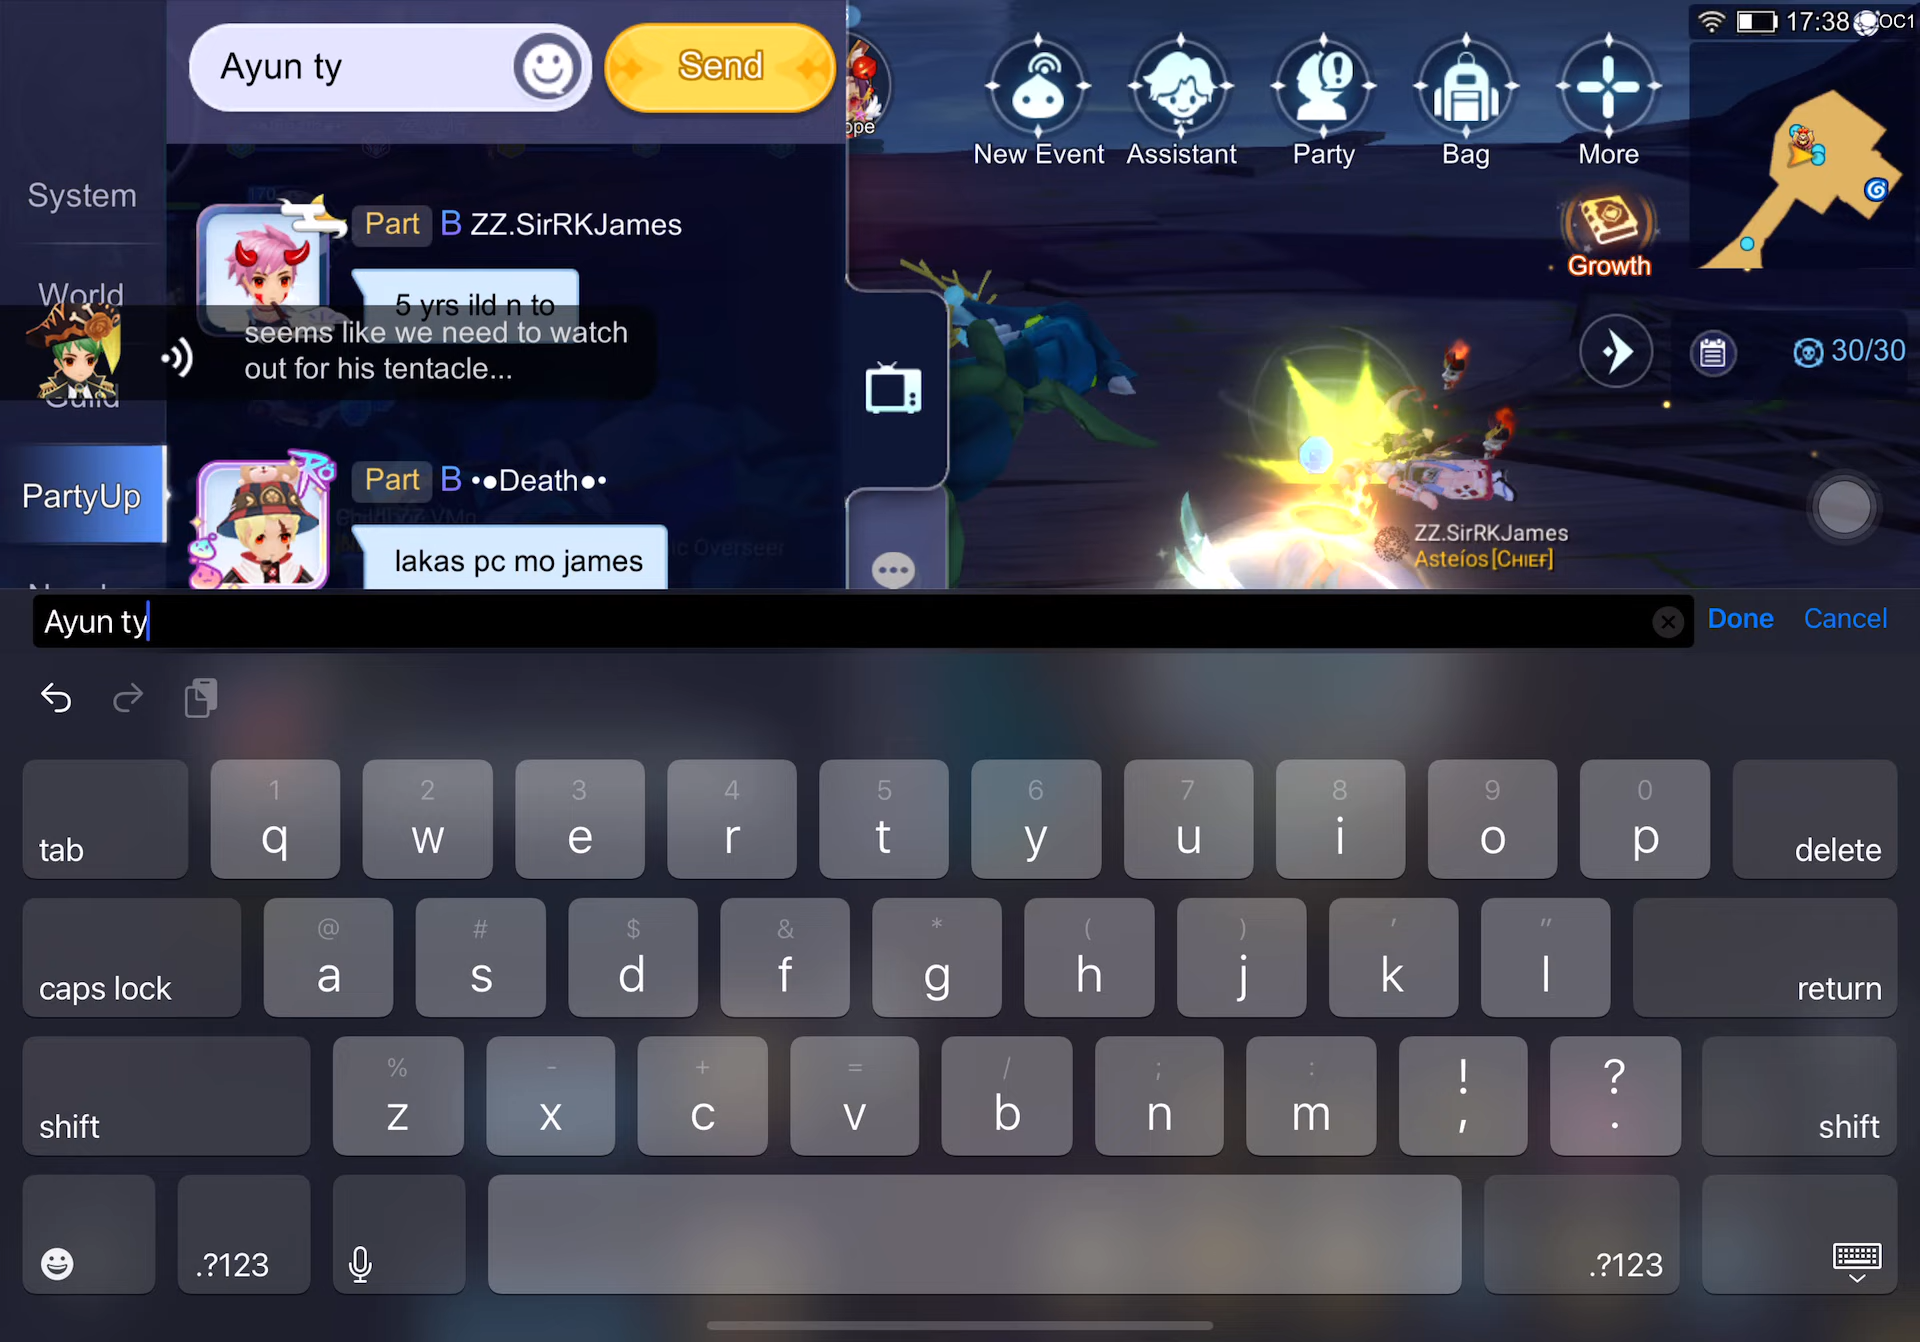 Ayun ty
Send
New Event
Assistant
Party
Bag
More
17:38
OC1
System
World
Guild
PartyUp
Part B ZZ.SirRKJames
5 yrs ild n to
seems like we need to watch
out for his tentacle...
Part B •●Death●•
lakas pc mo james
Growth
30/30
ZZ.SirRKJames
Asteíos[CHIEF]
Ayun ty
Done
Cancel
tab 1 q 2 w 3 e 4 r 5 t 6 y 7 u 8 i 9 o 0 p delete
caps lock @ a # s $ d & f * g ( h ) j ' k " l return
shift % z - x + c = v / b ; n : m ! , ? . shift
.?123 .?123